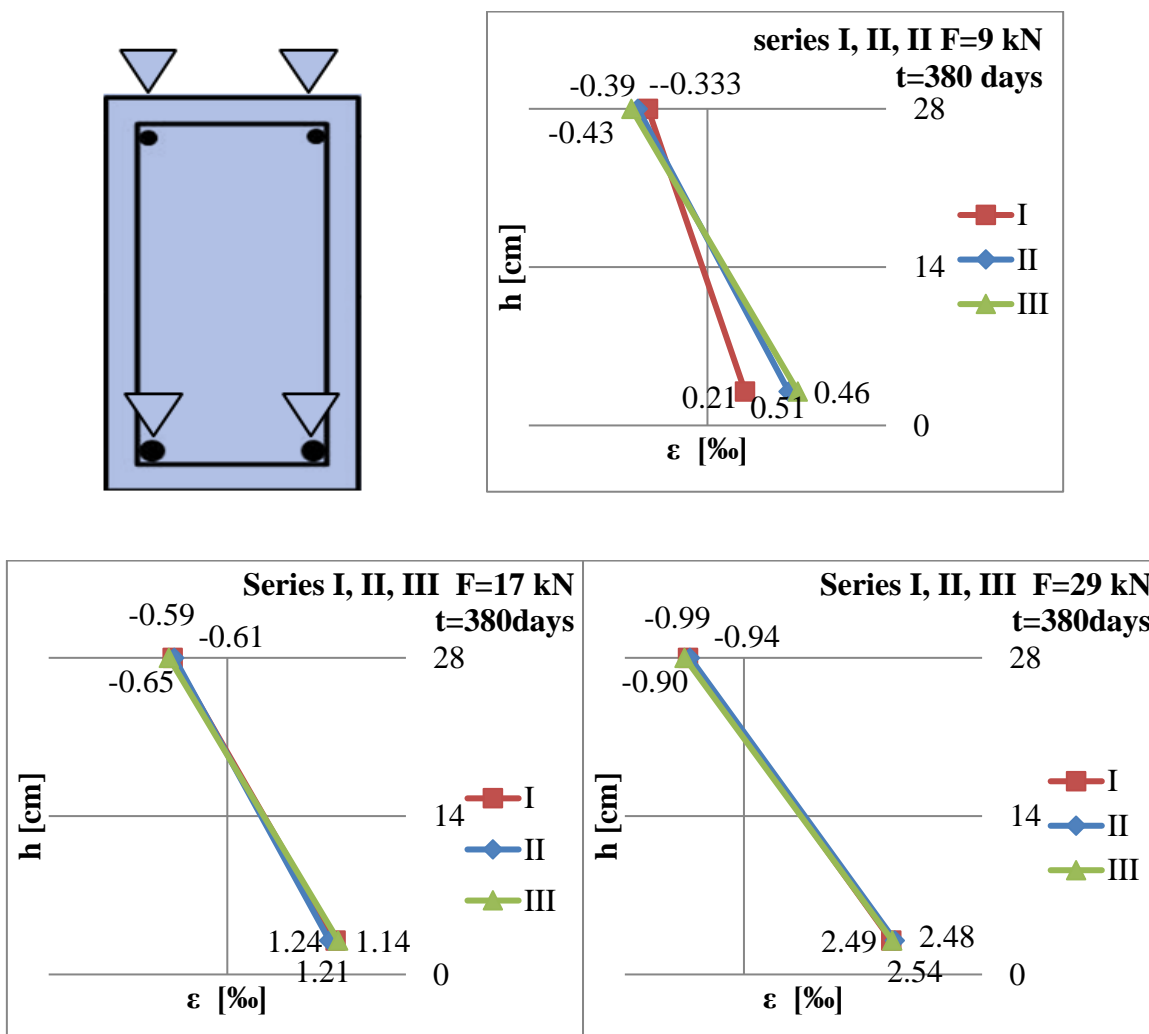 series I, II, II F=9 kN
t=380 days
-0.39 --0.333
-0.43
28
14
0
h [cm]
I
II
III
0.21 0.51 0.46
ε [‰]
Series I, II, III F=17 kN
t=380days
-0.59
-0.61
-0.65
28
14
0
h [cm]
I
II
III
1.24 1.14
1.21
ε [‰]
Series I, II, III F=29 kN
t=380days
-0.99
-0.94
-0.90
28
14
0
h [cm]
I
II
III
2.49 2.48
2.54
ε [‰]